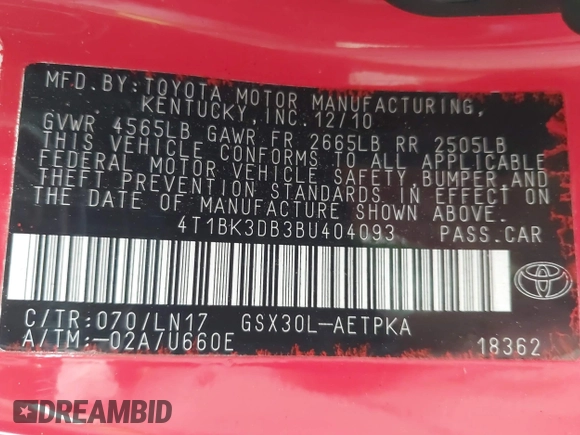 MFD.BY:TOYOTA MOTOR MANUFACTURING,
KENTUCKY,INC.12/10
GVWR 4565LB GAWR FR 2665LB RR 2505LB
THIS VEHICLE CONFORMS TO ALL APPLICABLE
FEDERAL MOTOR VEHICLE SAFETY,BUMPER,AND
THEFT PREVENTION STANDARDS IN EFFECT ON
THE DATE OF MANUFACTURE SHOWN ABOVE.
4T1BK3DB3BU404093 PASS.CAR
C/TR:070/LN17 GSX30L-AETPKA
A/TM:-02A/U660E 18362
DREAMBID